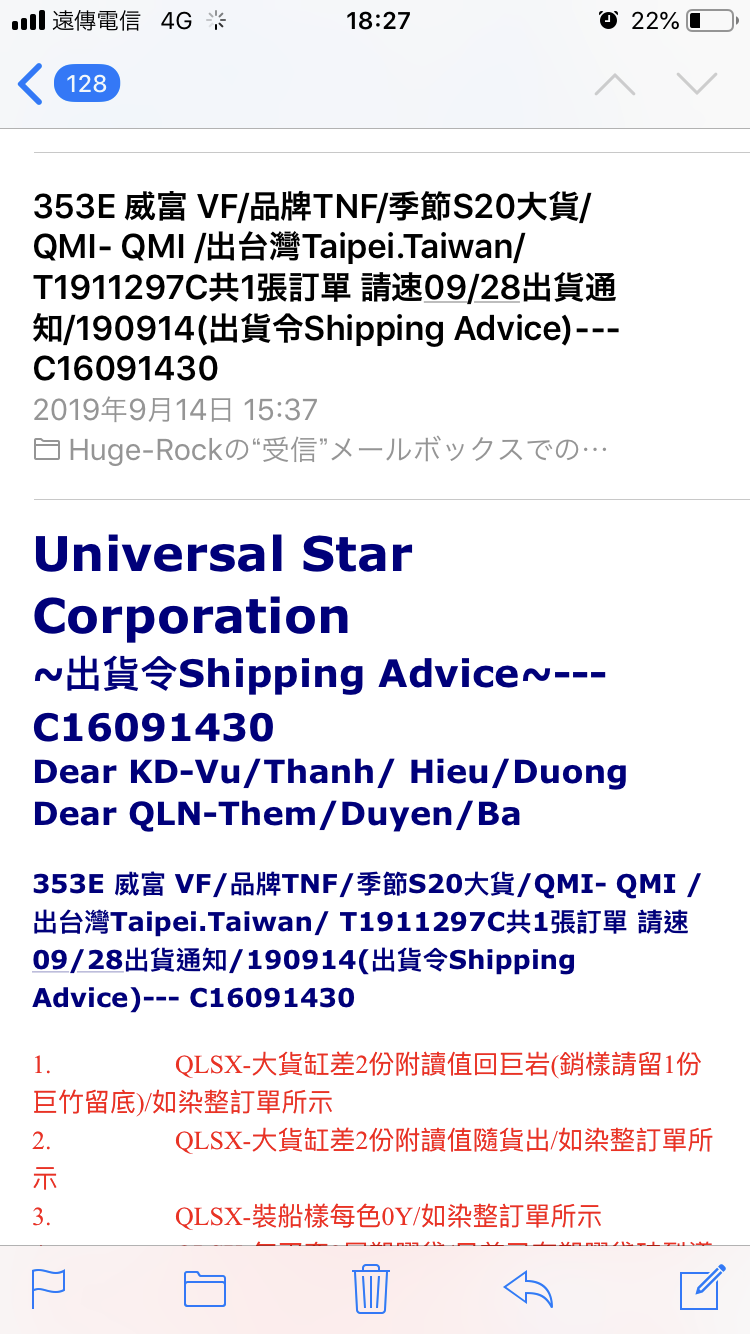 遠傳電信 4G 18:27 22%
128
353E 威富 VF/品牌TNF/季節S20大貨/
QMI- QMI /出台灣Taipei.Taiwan/
T1911297C共1張訂單 請速09/28出貨通
知/190914(出貨令Shipping Advice)---
C16091430
2019年9月14日 15:37
Huge-Rockの“受信”メールボックスでの…
Universal Star
Corporation
~出貨令Shipping Advice~---
C16091430
Dear KD-Vu/Thanh/ Hieu/Duong
Dear QLN-Them/Duyen/Ba
353E 威富 VF/品牌TNF/季節S20大貨/QMI- QMI /
出台灣Taipei.Taiwan/ T1911297C共1張訂單 請速
09/28出貨通知/190914(出貨令Shipping
Advice)--- C16091430
1. QLSX-大貨缸差2份附讀值回巨岩(銷樣請留1份
巨竹留底)/如染整訂單所示
2. QLSX-大貨缸差2份附讀值隨貨出/如染整訂單所
示
3. QLSX-裝船樣每色0Y/如染整訂單所示